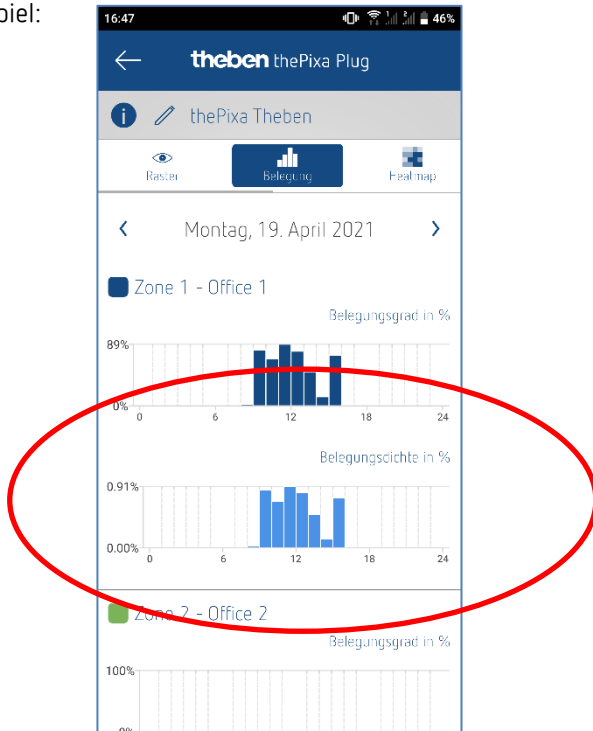 piel:
16:47 46%
theben thePixa Plug
thePixa Theben
Raster Belegung Heatmap
Montag, 19. April 2021
Zone 1 - Office 1
Belegungsgrad in %
89%
0%
0 6 12 18 24
Belegungsdichte in %
0.91%
0.00%
0 6 12 18 24
Zone 2 - Office 2
Belegungsgrad in %
100%
0%